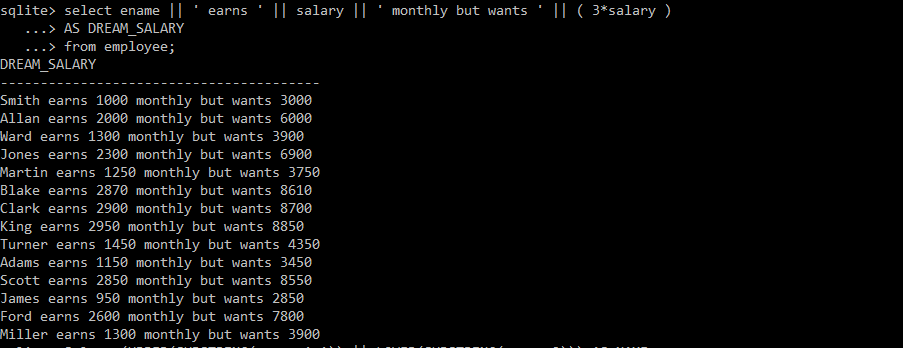 sqlite> select ename || ' earns ' || salary || ' monthly but wants ' || ( 3*salary )
...> AS DREAM_SALARY
...> from employee;
DREAM_SALARY
----------------------------------------
Smith earns 1000 monthly but wants 3000
Allan earns 2000 monthly but wants 6000
Ward earns 1300 monthly but wants 3900
Jones earns 2300 monthly but wants 6900
Martin earns 1250 monthly but wants 3750
Blake earns 2870 monthly but wants 8610
Clark earns 2900 monthly but wants 8700
King earns 2950 monthly but wants 8850
Turner earns 1450 monthly but wants 4350
Adams earns 1150 monthly but wants 3450
Scott earns 2850 monthly but wants 8550
James earns 950 monthly but wants 2850
Ford earns 2600 monthly but wants 7800
Miller earns 1300 monthly but wants 3900